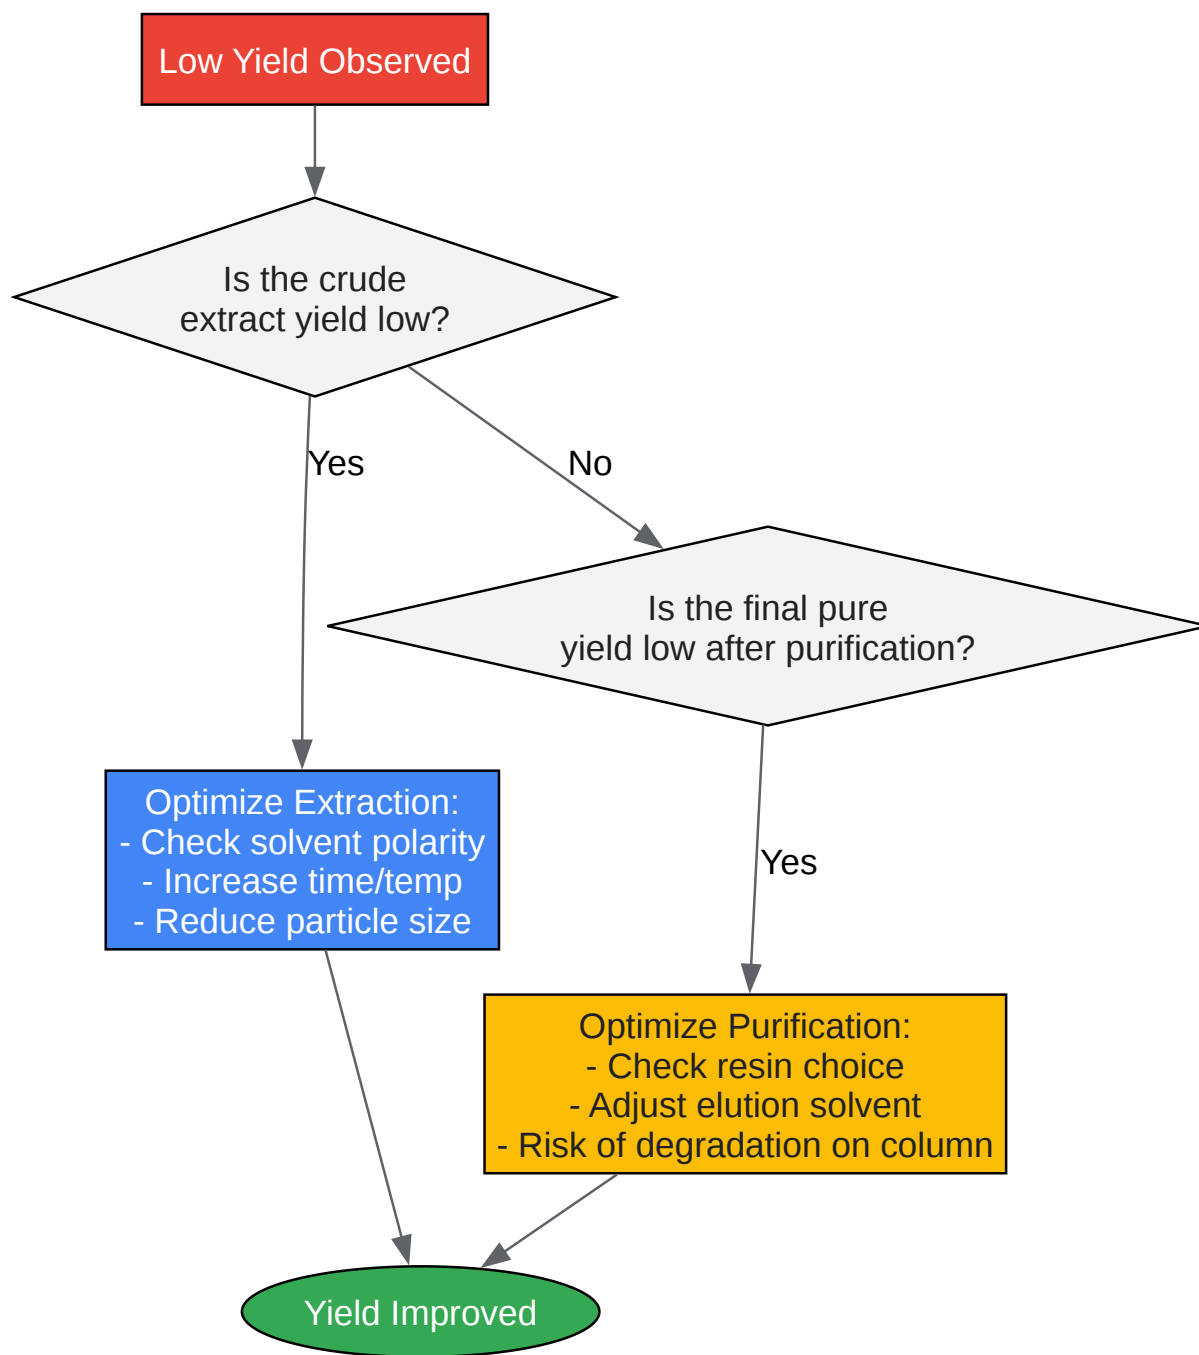 Low Yield Observed
Is the crude
extract yield low?
Yes
No
Is the final pure
yield low after purification?
Optimize Extraction:
- Check solvent polarity
- Increase time/temp
- Reduce particle size
Yes
Optimize Purification:
- Check resin choice
- Adjust elution solvent
- Risk of degradation on column
Yield Improved